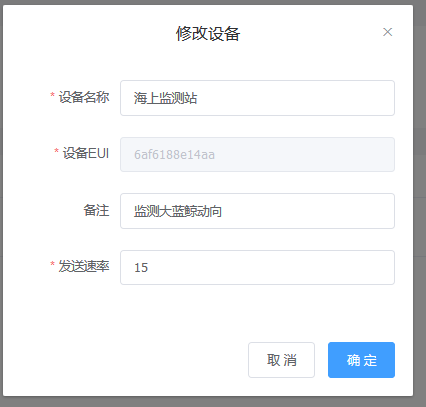 修改设备
* 设备名称 海上监测站
* 设备EUI 6af6188e14aa
备注 监测大蓝鲸动向
* 发送速率 15
取 消 确 定